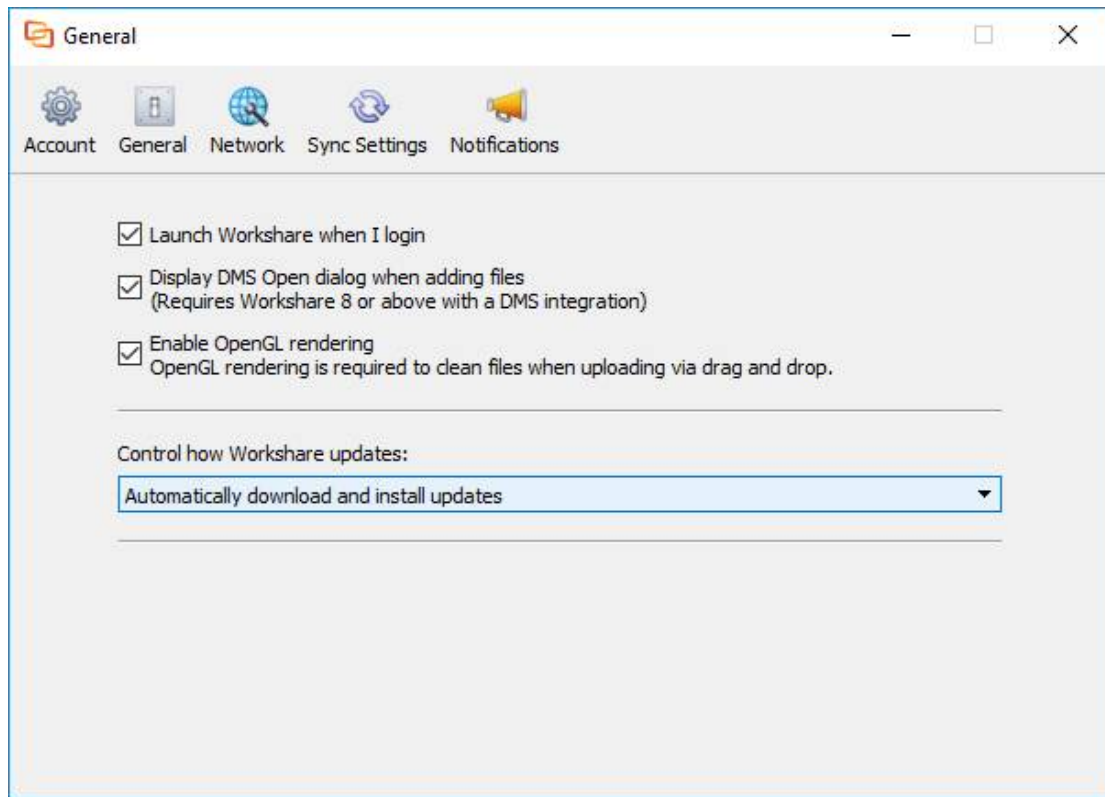 General
Account General Network Sync Settings Notifications
Launch Workshare when I login
Display DMS Open dialog when adding files
(Requires Workshare 8 or above with a DMS integration)
Enable OpenGL rendering
OpenGL rendering is required to clean files when uploading via drag and drop.
Control how Workshare updates:
Automatically download and install updates